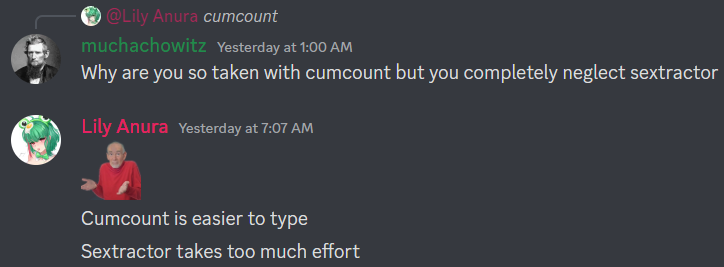 @Lily Anura cumcount
muchachowitz Yesterday at 1:00 AM
Why are you so taken with cumcount but you completely neglect sextractor
Lily Anura Yesterday at 7:07 AM
Cumcount is easier to type
Sextractor takes too much effort